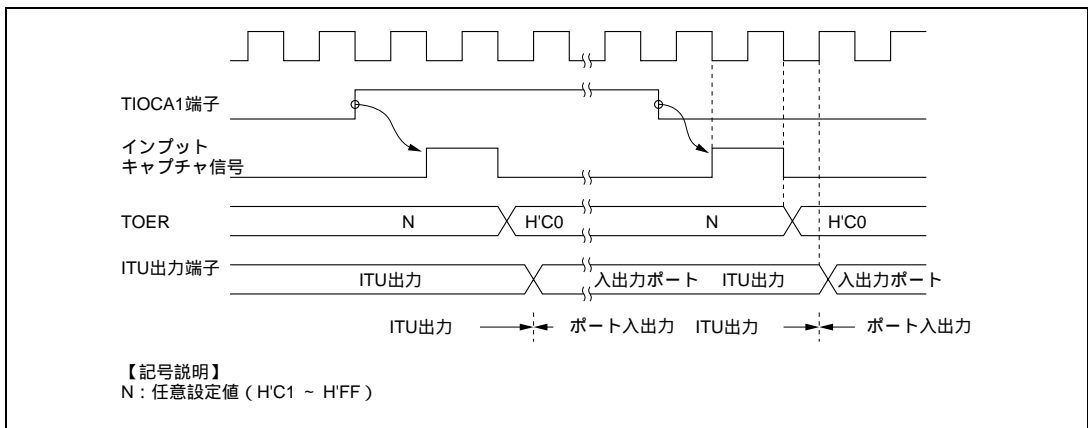 TIOCA1端子
インプット
キャプチャ信号
TOER
N
H'C0
N
H'C0
ITU出力端子
ITU出力
入出力ポート
ITU出力
入出力ポート
ITU出力
ポート入出力
ITU出力
ポート入出力
【記号説明】
N：任意設定値（H'C1 ~ H'FF）